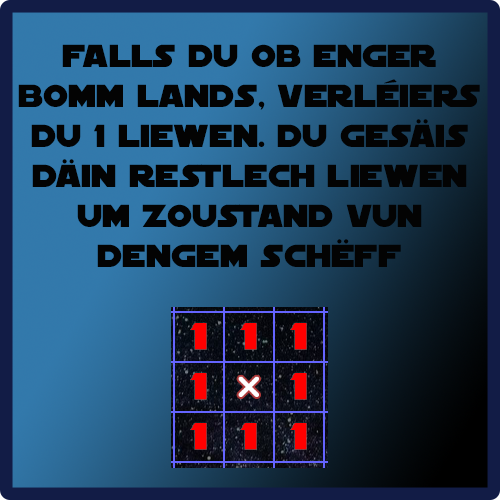 FALLS DU OB ENGER
BOMM LANDS, VERLÉIERS
DU 1 LIEWEN. DU GESÄIS
DÄIN RESTLECH LIEWEN
UM ZOUSTAND VUN
DENGEM SCHËFF
1 1 1
1 × 1
1 1 1